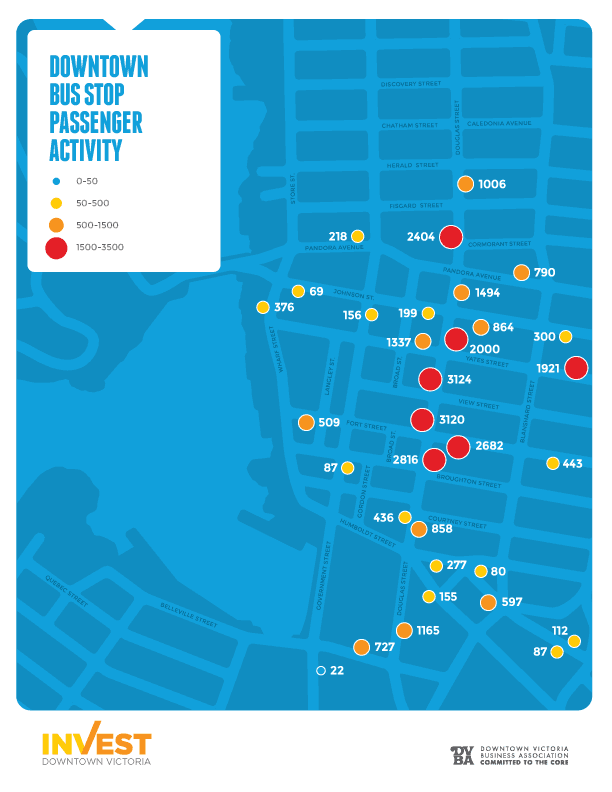 DOWNTOWN
BUS STOP
PASSENGER
ACTIVITY
0-50
50-500
500-1500
1500-3500
DISCOVERY STREET
CHATHAM STREET
DOUGLAS STREET
CALEDONIA AVENUE
HERALD STREET
STORE ST.
1006
FISGARD STREET
218
2404
PANDORA AVENUE
CORMORANT STREET
PANDORA AVENUE
790
69
JOHNSON ST.
1494
376
156
199
864
300
WHARF STREET
1337
2000
YATES STREET
1921
LANGLEY ST.
BROAD ST.
3124
BLANSHARD STREET
VIEW STREET
509
FORT STREET
3120
BROAD ST.
2682
87
2816
443
GORDON STREET
BROUGHTON STREET
436
COURTNEY STREET
858
HUMBOLDT STREET
GOVERNMENT STREET
277
80
DOUGLAS STREET
QUEBEC STREET
155
597
BELLEVILLE STREET
1165
112
727
87
22
INVEST
DOWNTOWN VICTORIA
DVBA
DOWNTOWN VICTORIA
BUSINESS ASSOCIATION
COMMITTED TO THE CORE